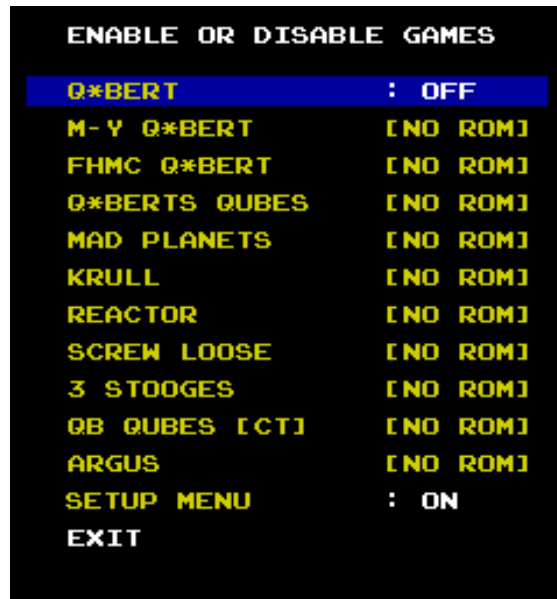 ENABLE OR DISABLE GAMES
Q*BERT : OFF
M-Y Q*BERT [NO ROM]
FHMC Q*BERT [NO ROM]
Q*BERTS QUBES [NO ROM]
MAD PLANETS [NO ROM]
KRULL [NO ROM]
REACTOR [NO ROM]
SCREW LOOSE [NO ROM]
3 STOOGES [NO ROM]
QB QUBES [CT] [NO ROM]
ARGUS [NO ROM]
SETUP MENU : ON
EXIT